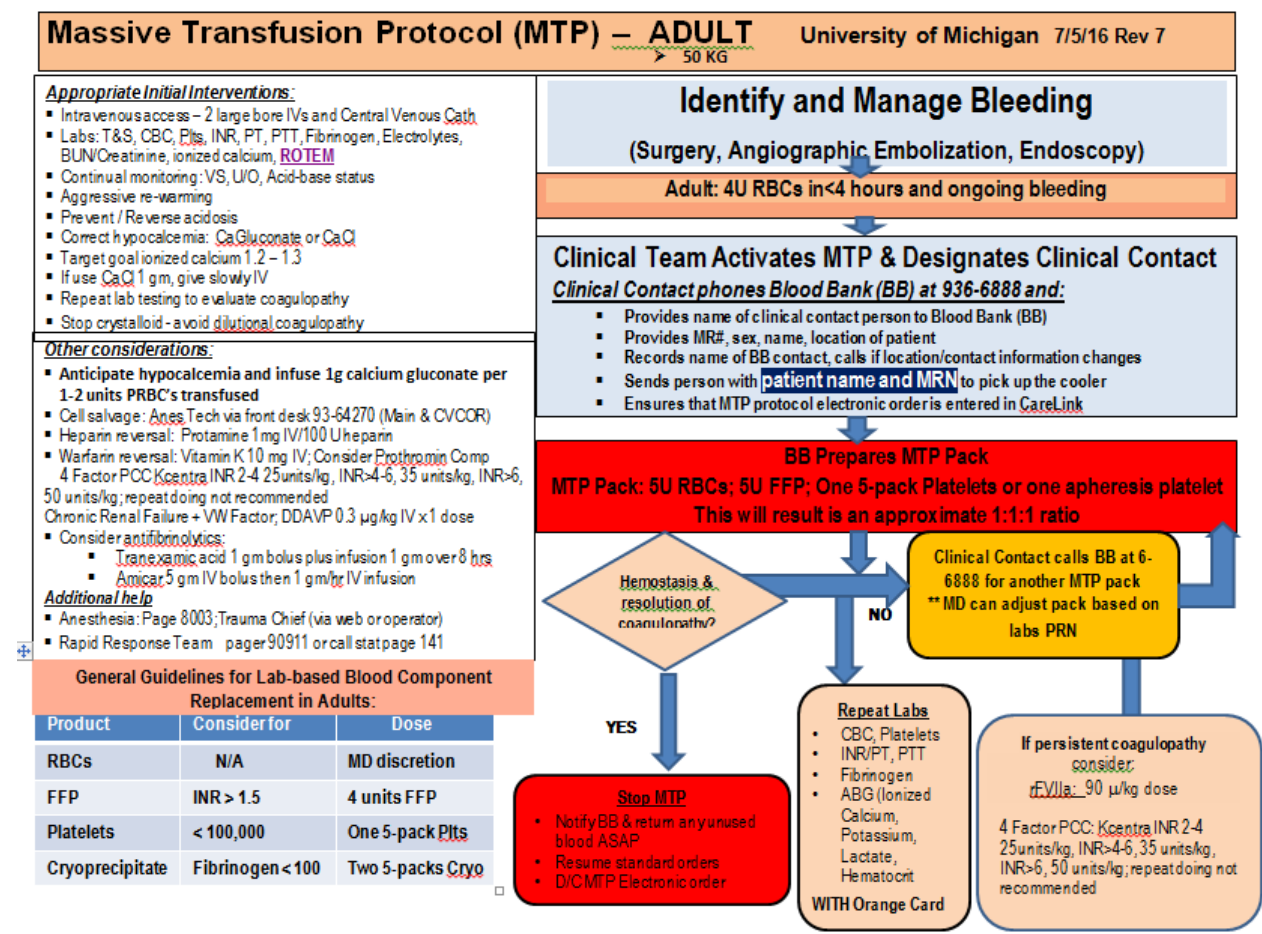 Massive Transfusion Protocol (MTP) – ADULT University of Michigan 7/5/16 Rev 7
➤ 50 KG
Appropriate Initial Interventions:
▪ Intravenous access – 2 large bore IVs and Central Venous Cath
▪ Labs: T&S, CBC, Plts, INR, PT, PTT, Fibrinogen, Electrolytes,
BUN/Creatinine, ionized calcium, ROTEM
▪ Continual monitoring: VS, U/O, Acid-base status
▪ Aggressive re-warming
▪ Prevent / Reverse acidosis
▪ Correct hypocalcemia: CaGluconate or CaCl
▪ Target goal ionized calcium 1.2 – 1.3
▪ If use CaCl 1 gm, give slowly IV
▪ Repeat lab testing to evaluate coagulopathy
▪ Stop crystalloid - avoid dilutional coagulopathy
Other considerations:
▪ Anticipate hypocalcemia and infuse 1g calcium gluconate per
1-2 units PRBC's transfused
▪ Cell salvage: Anes Tech via front desk 93-64270 (Main & CVCOR)
▪ Heparin reversal: Protamine 1mg IV/100 U heparin
▪ Warfarin reversal: Vitamin K 10 mg IV; Consider Prothromin Comp
4 Factor PCC Kcentra INR 2-4 25units/kg, INR>4-6, 35 units/kg, INR>6,
50 units/kg; repeat doing not recommended
Chronic Renal Failure + VW Factor; DDAVP 0.3 µg/kg IV x 1 dose
▪ Consider antifibrinolytics:
▪ Tranexamic acid 1 gm bolus plus infusion 1 gm over 8 hrs
▪ Amicar 5 gm IV bolus then 1 gm/hr IV infusion
Additional help
▪ Anesthesia: Page 8003; Trauma Chief (via web or operator)
▪ Rapid Response Team pager 90911 or call stat page 141
General Guidelines for Lab-based Blood Component
Replacement in Adults:
Product Consider for Dose
RBCs N/A MD discretion
FFP INR > 1.5 4 units FFP
Platelets < 100,000 One 5-pack Plts
Cryoprecipitate Fibrinogen < 100 Two 5-packs Cryo
Identify and Manage Bleeding
(Surgery, Angiographic Embolization, Endoscopy)
Adult: 4U RBCs in<4 hours and ongoing bleeding
Clinical Team Activates MTP & Designates Clinical Contact
Clinical Contact phones Blood Bank (BB) at 936-6888 and:
▪ Provides name of clinical contact person to Blood Bank (BB)
▪ Provides MR#, sex, name, location of patient
▪ Records name of BB contact, calls if location/contact information changes
▪ Sends person with patient name and MRN to pick up the cooler
▪ Ensures that MTP protocol electronic order is entered in CareLink
BB Prepares MTP Pack
MTP Pack: 5U RBCs; 5U FFP; One 5-pack Platelets or one apheresis platelet
This will result is an approximate 1:1:1 ratio
Hemostasis &
resolution of
coagulopathy?
NO
Clinical Contact calls BB at 6-
6888 for another MTP pack
** MD can adjust pack based on
labs PRN
YES
Stop MTP
• Notify BB & return any unused
blood ASAP
• Resume standard orders
• D/C MTP Electronic order
Repeat Labs
• CBC, Platelets
• INR/PT, PTT
• Fibrinogen
• ABG (Ionized
Calcium,
Potassium,
Lactate,
Hematocrit
WITH Orange Card
If persistent coagulopathy
consider:
rFVIIa: 90 µ/kg dose
4 Factor PCC: Kcentra INR 2-4
25units/kg, INR>4-6, 35 units/kg,
INR>6, 50 units/kg; repeat doing not
recommended